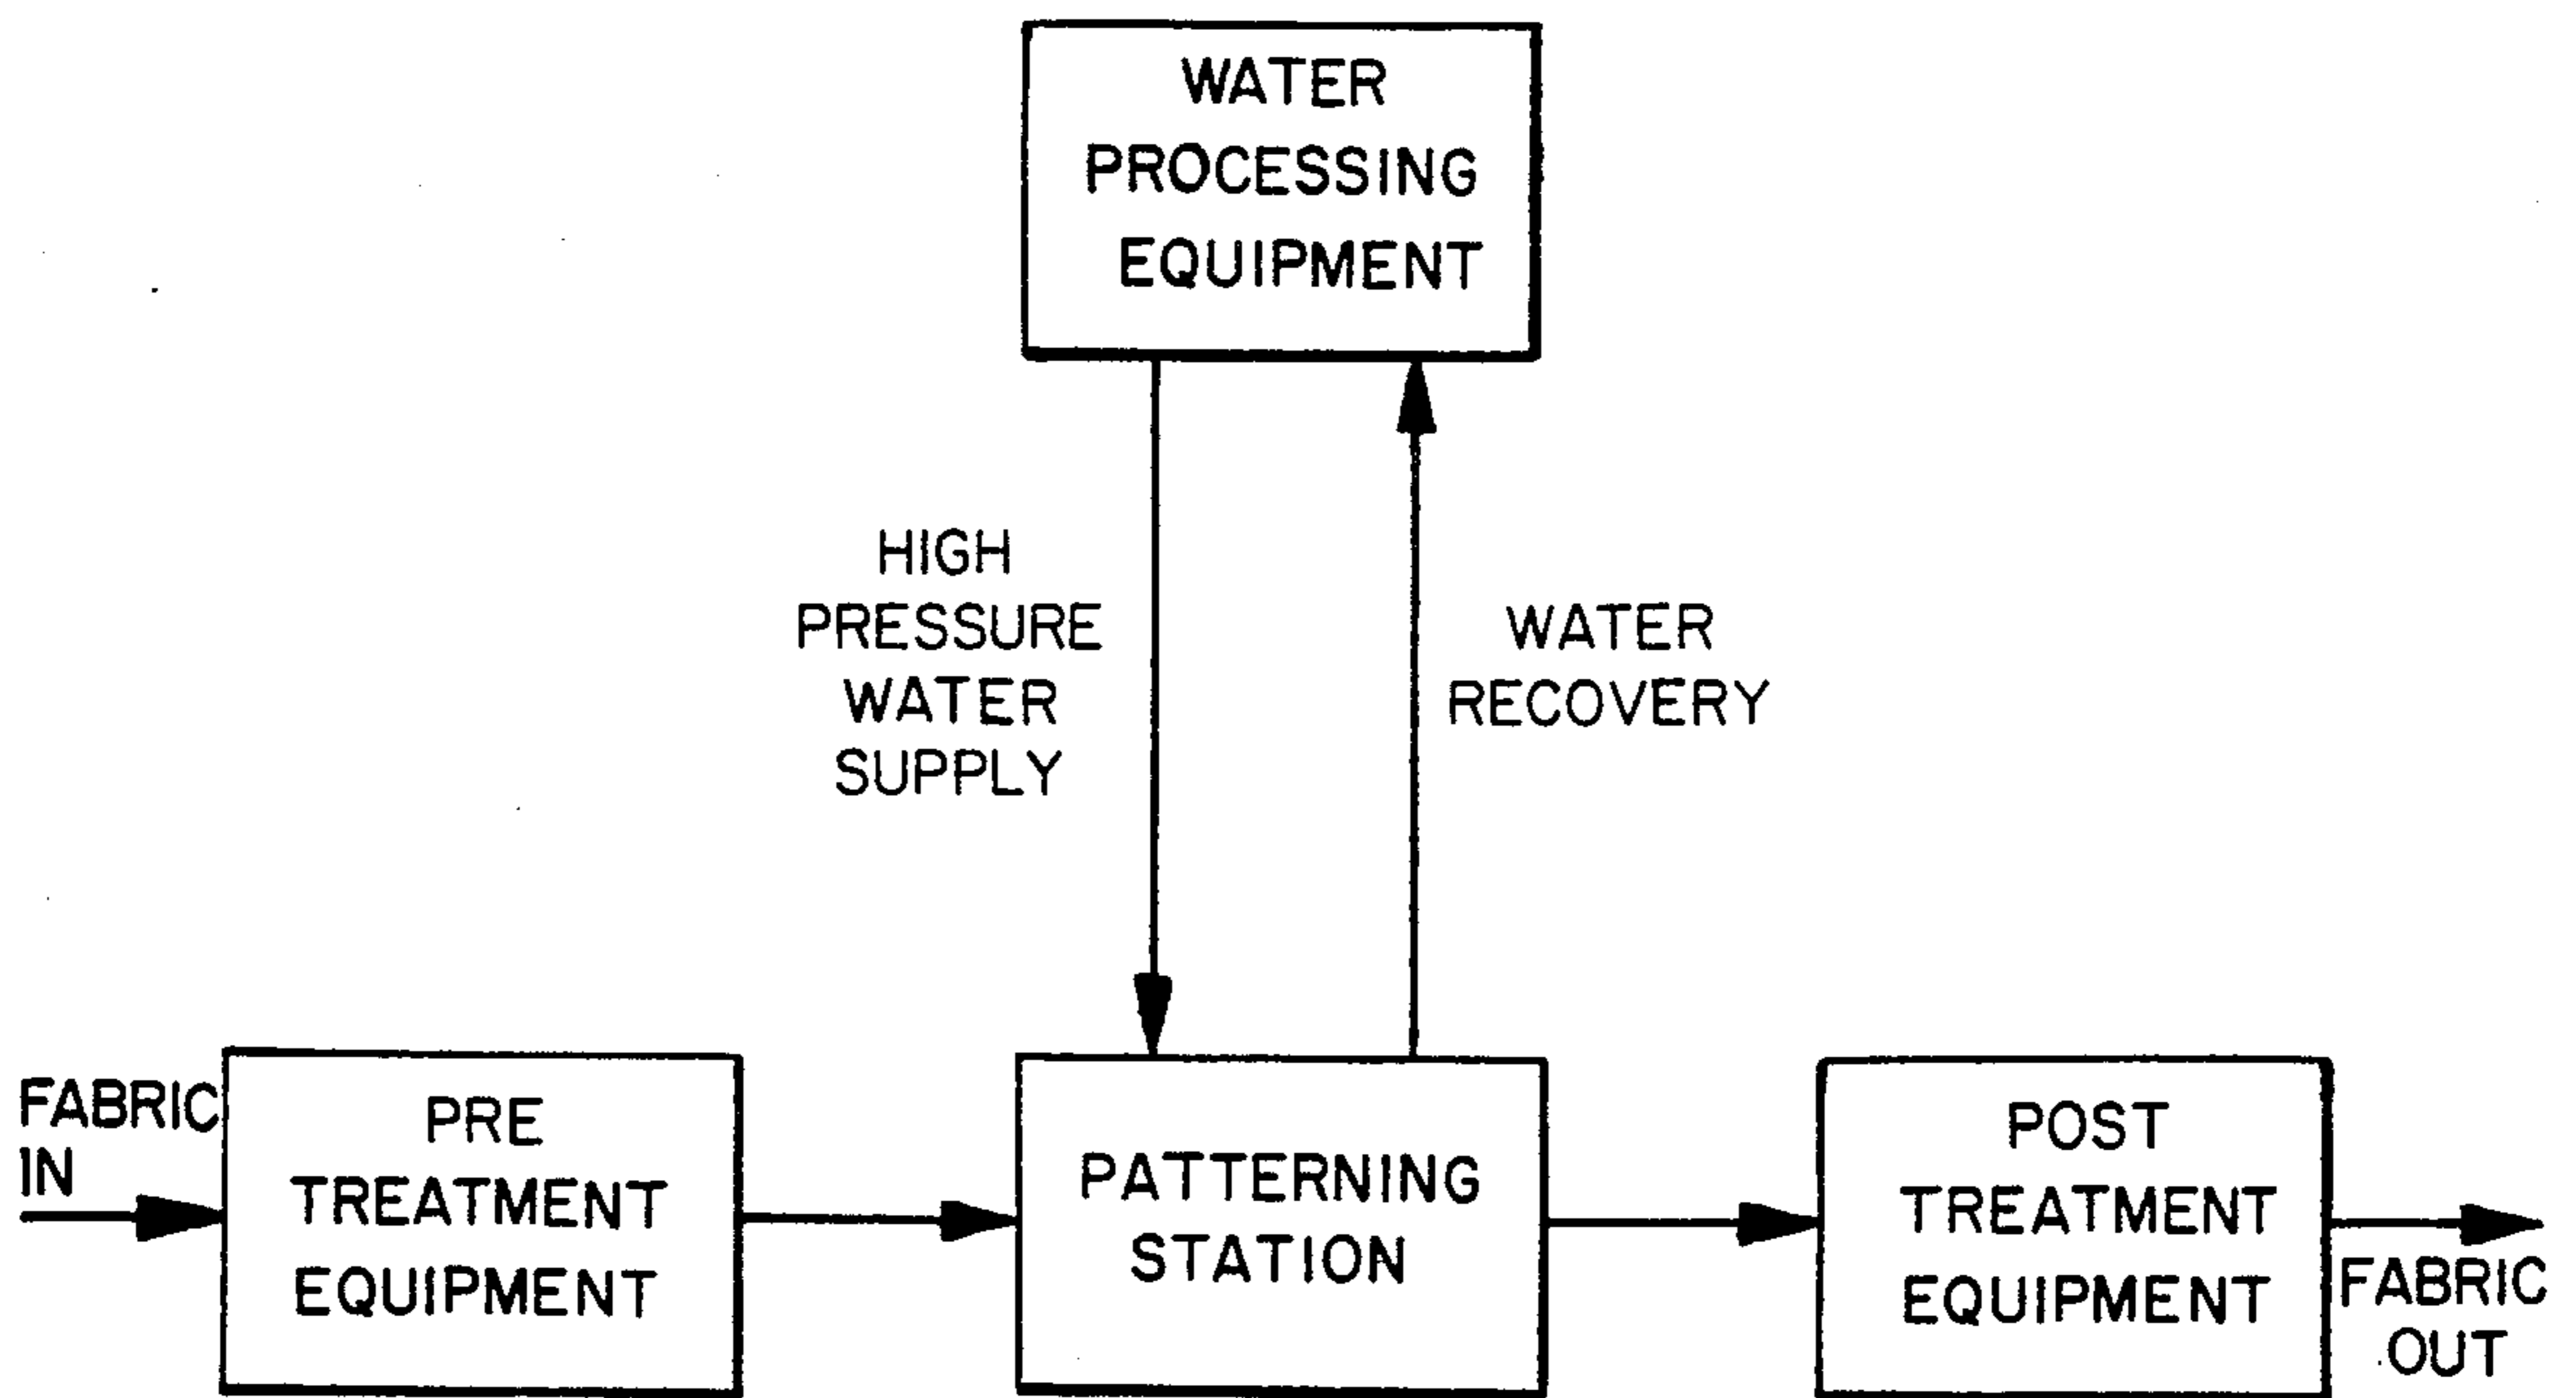 WATER
PROCESSING
EQUIPMENT
HIGH
PRESSURE
WATER
SUPPLY
WATER
RECOVERY
FABRIC
IN
PRE
TREATMENT
EQUIPMENT
PATTERNING
STATION
POST
TREATMENT
EQUIPMENT
FABRIC
OUT